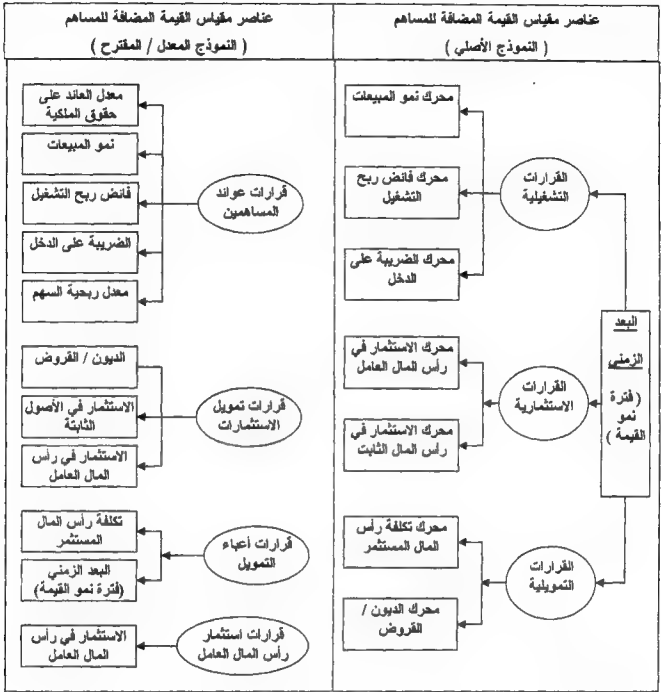 عناصر مقياس القيمة المضافة للمساهم
( النموذج الأصلي )
محرك نمو المبيعات
القرارات
التشغيلية
محرك فائض ربح
التشغيل
محرك الضريبة على
الدخل
البعد
الزمني
( فترة
نمو
القيمة )
محرك الاستثمار في
رأس المال العامل
القرارات
الاستثمارية
محرك الاستثمار في
رأس المال الثابت
محرك تكلفة رأس
المال المستثمر
القرارات
التمويلية
محرك الديون /
القروض
عناصر مقياس القيمة المضافة للمساهم
( النموذج المعدل / المقترح )
معدل العائد على
حقوق الملكية
نمو المبيعات
قرارات عوائد
المساهمين
فائض ربح التشغيل
الضريبة على الدخل
معدل ربحية السهم
الديون / القروض
قرارات تمويل
الاستثمارات
الاستثمار في الأصول
الثابتة
الاستثمار في رأس
المال العامل
تكلفة رأس المال
المستثمر
قرارات أعباء
التمويل
البعد الزمني
(فترة نمو القيمة)
قرارات استثمار
رأس المال العامل
الاستثمار في رأس
المال العامل